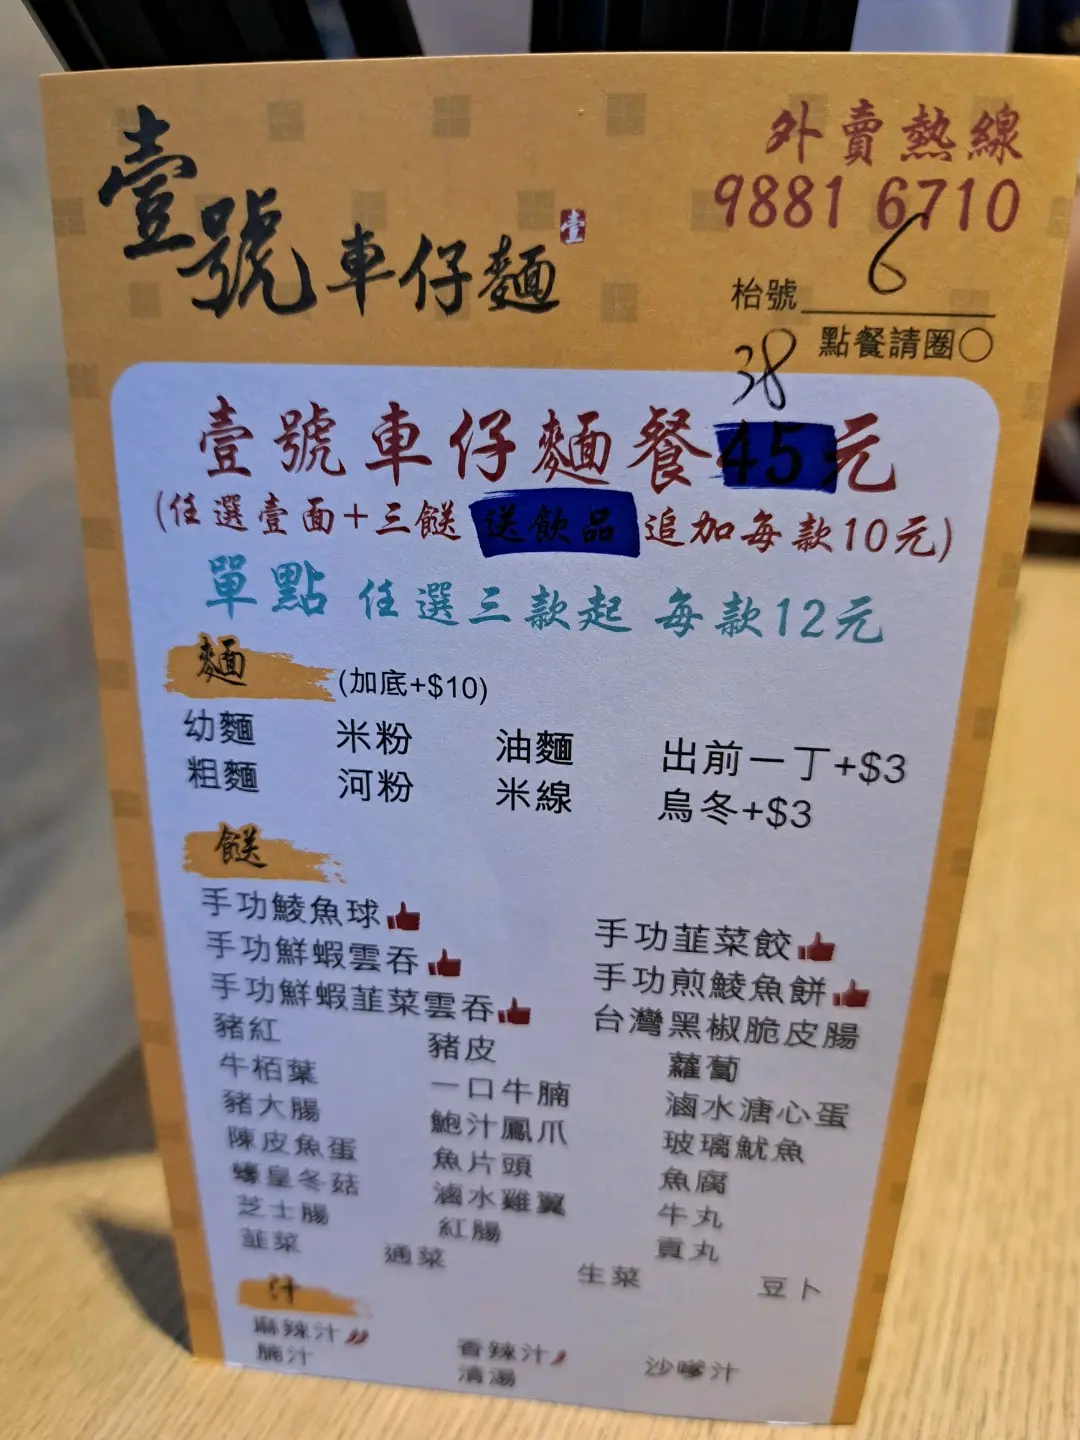 壹號車仔麵
壹
外賣熱線
9881 6710
枱號 6
點餐請圈○
38
壹號車仔麵餐45元
(任選壹面+三餸 送飲品 追加每款10元)
單點 任選三款起 每款12元
麵 (加底+$10)
幼麵 米粉 油麵 出前一丁+$3
粗麵 河粉 米線 烏冬+$3
餸
手功鯪魚球 手功韮菜餃
手功鮮蝦雲吞 手功煎鯪魚餅
手功鮮蝦韮菜雲吞 台灣黑椒脆皮腸
豬紅 豬皮 蘿蔔
牛栢葉 一口牛腩 滷水溏心蛋
豬大腸 鮑汁鳳爪 玻璃魷魚
陳皮魚蛋 魚片頭 魚腐
蠔皇冬菇 滷水雞翼 牛丸
芝士腸 紅腸 貢丸
韮菜 通菜 生菜 豆卜
汁
麻辣汁 香辣汁 沙嗲汁
腩汁 清湯